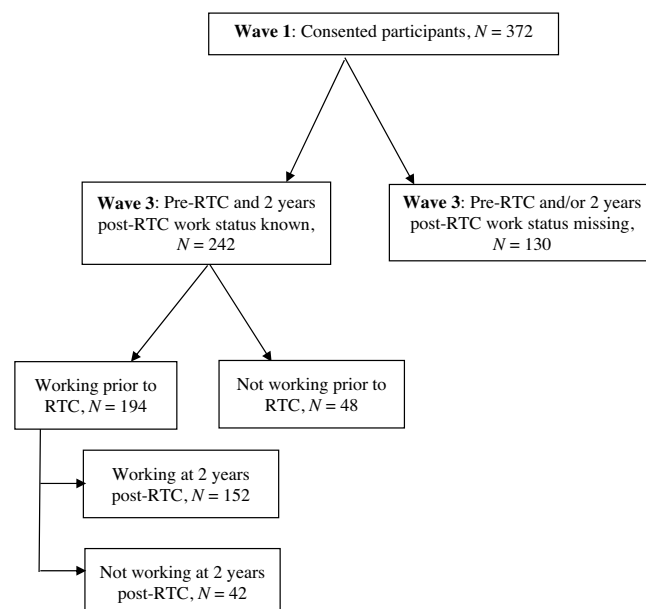 Wave 1: Consented participants, N = 372
Wave 3: Pre-RTC and 2 years
post-RTC work status known,
N = 242
Wave 3: Pre-RTC and/or 2 years
post-RTC work status missing,
N = 130
Working prior to
RTC, N = 194
Not working prior to
RTC, N = 48
Working at 2 years
post-RTC, N = 152
Not working at 2 years
post-RTC, N = 42